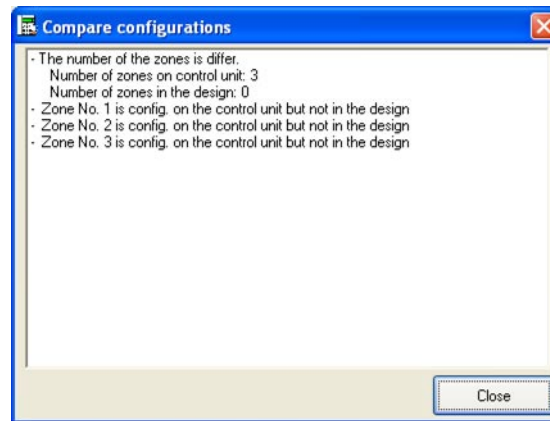 Compare configurations
- The number of the zones is differ.
Number of zones on control unit: 3
Number of zones in the design: 0
- Zone No. 1 is config. on the control unit but not in the design
- Zone No. 2 is config. on the control unit but not in the design
- Zone No. 3 is config. on the control unit but not in the design
Close